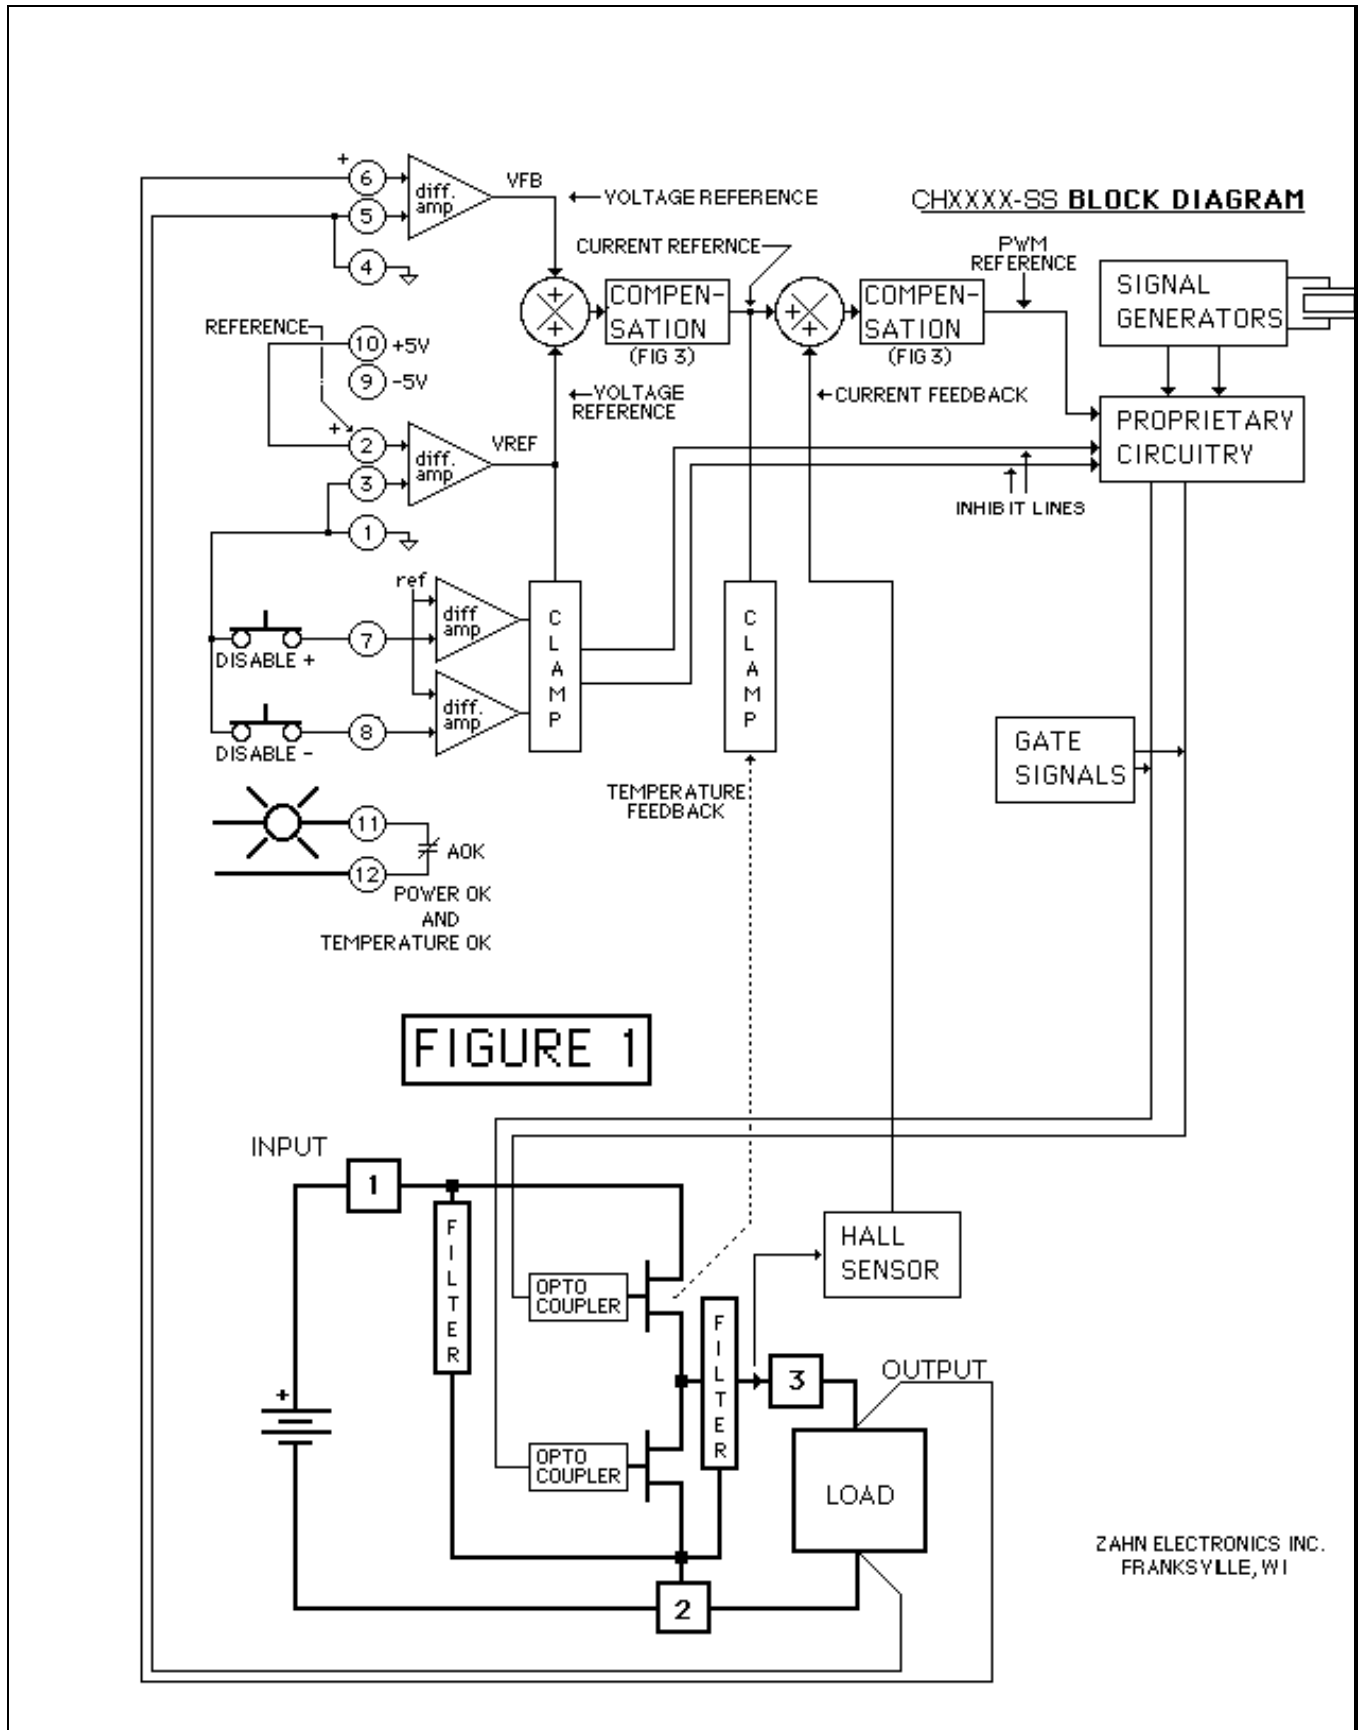 CHXXXX-SS BLOCK DIAGRAM
+
6
5
4
diff.
amp
VFB
VOLTAGE REFERENCE
CURRENT REFERNCE
PWM
REFERENCE
+
+
COMPEN-
SATION
(FIG 3)
+
+
COMPEN-
SATION
(FIG 3)
SIGNAL
GENERATORS
REFERENCE
10
+5V
9
-5V
VOLTAGE
REFERENCE
CURRENT FEEDBACK
+
2
3
1
diff.
amp
VREF
PROPRIETARY
CIRCUITRY
INHIBIT LINES
ref
diff
amp
diff.
amp
CLAMP
CLAMP
DISABLE +
7
DISABLE -
8
GATE
SIGNALS
TEMPERATURE
FEEDBACK
11
12
AOK
POWER OK
AND
TEMPERATURE OK
FIGURE 1
INPUT
1
FILTER
OPTO
COUPLER
HALL
SENSOR
FILTER
3
OUTPUT
+
OPTO
COUPLER
LOAD
2
ZAHN ELECTRONICS INC.
FRANKSVILLE, WI